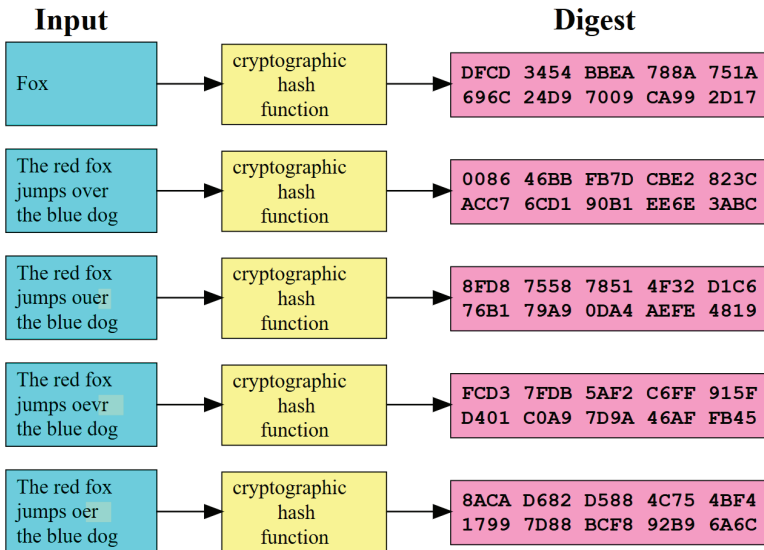 Input
Digest
Fox
cryptographic
hash
function
DFCD 3454 BBEA 788A 751A
696C 24D9 7009 CA99 2D17
The red fox
jumps over
the blue dog
cryptographic
hash
function
0086 46BB FB7D CBE2 823C
ACC7 6CD1 90B1 EE6E 3ABC
The red fox
jumps ouer
the blue dog
cryptographic
hash
function
8FD8 7558 7851 4F32 D1C6
76B1 79A9 0DA4 AEFE 4819
The red fox
jumps oevr
the blue dog
cryptographic
hash
function
FCD3 7FDB 5AF2 C6FF 915F
D401 C0A9 7D9A 46AF FB45
The red fox
jumps oer
the blue dog
cryptographic
hash
function
8ACA D682 D588 4C75 4BF4
1799 7D88 BCF8 92B9 6A6C